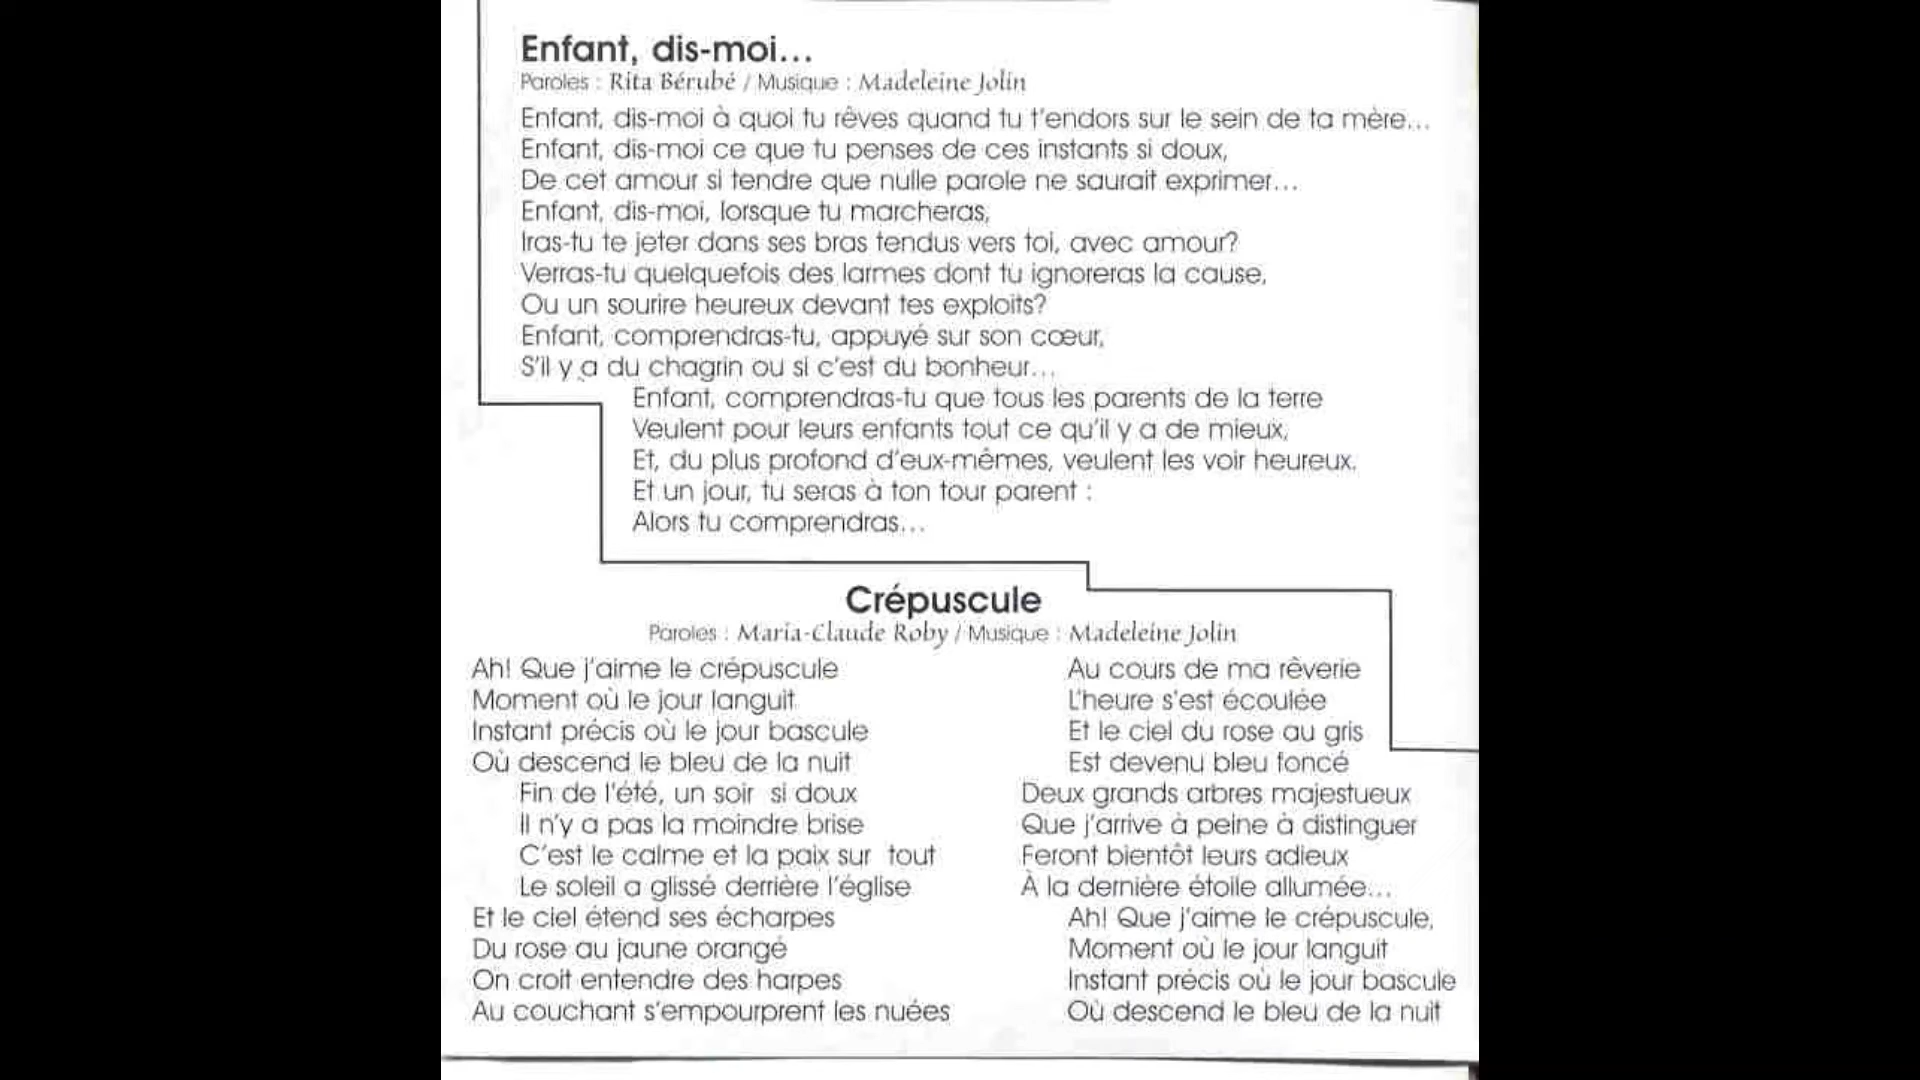 Enfant, dis-moi...
Paroles : Rita Bérubé / Musique : Madeleine Jolin
Enfant, dis-moi à quoi tu rêves quand tu t'endors sur le sein de ta mère...
Enfant, dis-moi ce que tu penses de ces instants si doux,
De cet amour si tendre que nulle parole ne saurait exprimer...
Enfant, dis-moi, lorsque tu marcheras,
Iras-tu te jeter dans ses bras tendus vers toi, avec amour?
Verras-tu quelquefois des larmes dont tu ignoreras la cause,
Ou un sourire heureux devant tes exploits?
Enfant, comprendras-tu, appuyé sur son cœur,
S'il y a du chagrin ou si c'est du bonheur...
Enfant, comprendras-tu que tous les parents de la terre
Veulent pour leurs enfants tout ce qu'il y a de mieux,
Et, du plus profond d'eux-mêmes, veulent les voir heureux.
Et un jour, tu seras à ton tour parent :
Alors tu comprendras...
Crépuscule
Paroles : Maria-Claude Roby / Musique : Madeleine Jolin
Ah! Que j'aime le crépuscule
Moment où le jour languit
Instant précis où le jour bascule
Où descend le bleu de la nuit
Fin de l'été, un soir si doux
Il n'y a pas la moindre brise
C'est le calme et la paix sur tout
Le soleil a glissé derrière l'église
Et le ciel étend ses écharpes
Du rose au jaune orangé
On croit entendre des harpes
Au couchant s'empourprent les nuées
Au cours de ma rêverie
L'heure s'est écoulée
Et le ciel du rose au gris
Est devenu bleu foncé
Deux grands arbres majestueux
Que j'arrive à peine à distinguer
Feront bientôt leurs adieux
À la dernière étoile allumée...
Ah! Que j'aime le crépuscule,
Moment où le jour languit
Instant précis où le jour bascule
Où descend le bleu de la nuit